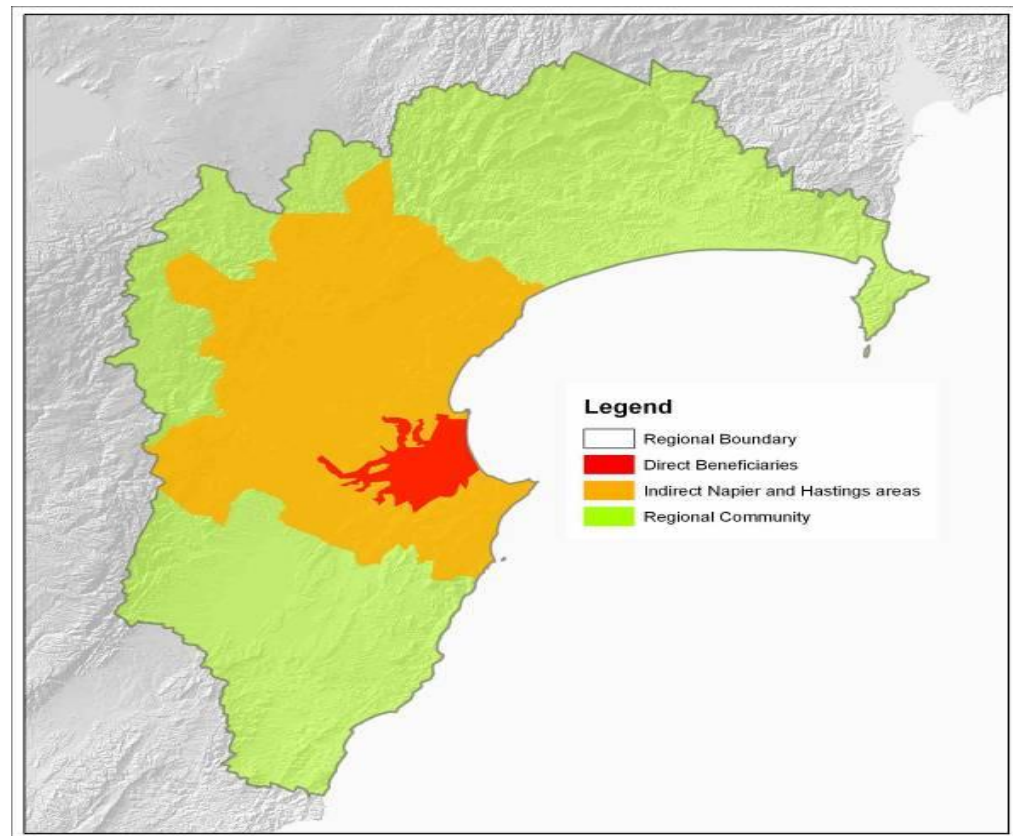 Legend
Regional Boundary
Direct Beneficiaries
Indirect Napier and Hastings areas
Regional Community